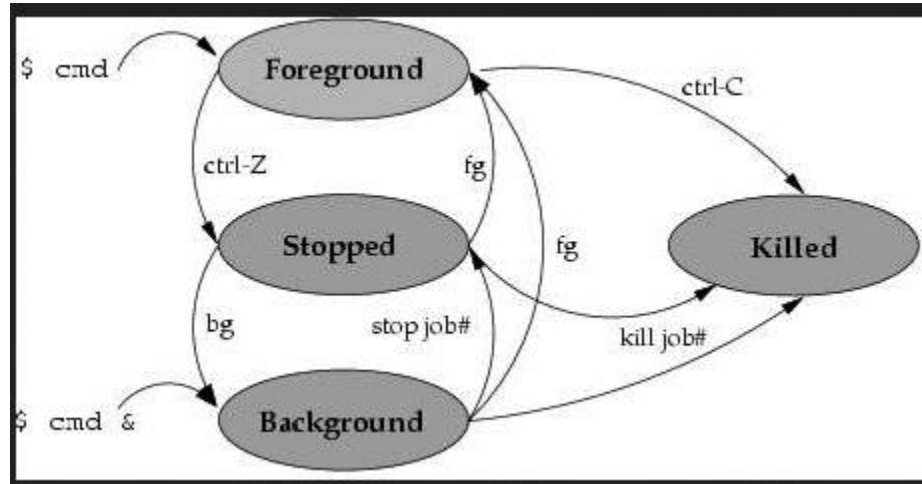 Foreground
$ cmd
ctrl-C
ctrl-Z
fg
Stopped
Killed
fg
bg
stop job#
kill job#
$ cmd &
Background